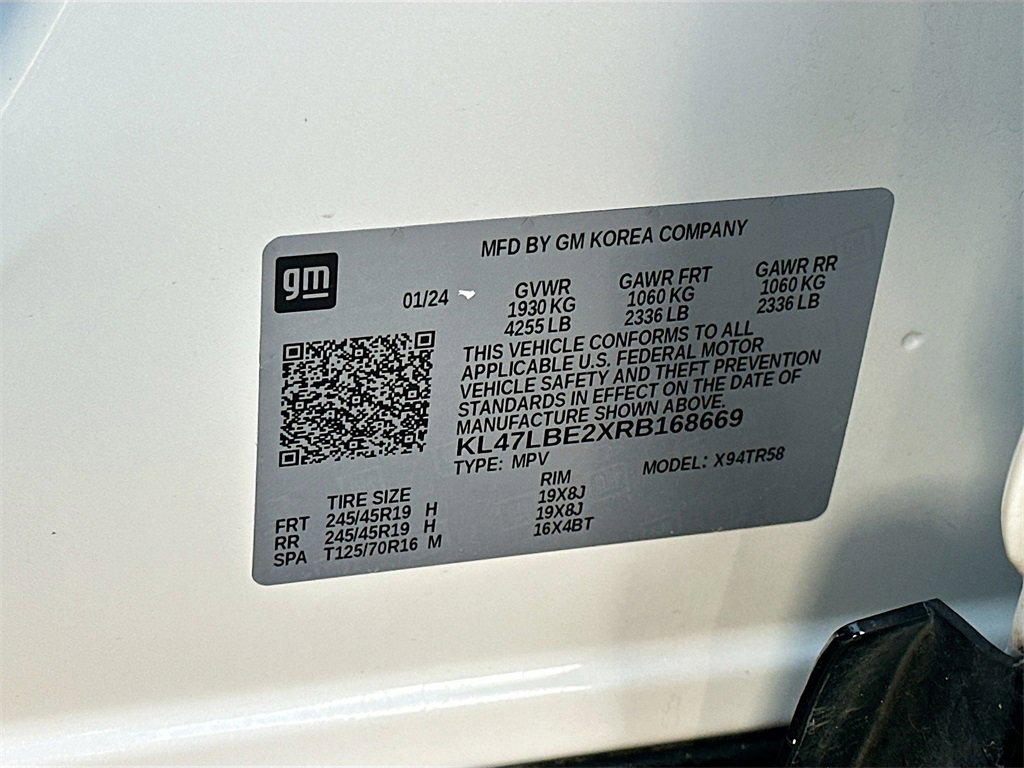 MFD BY GM KOREA COMPANY
gm
01/24
GVWR GAWR FRT GAWR RR
1930 KG 1060 KG 1060 KG
4255 LB 2336 LB 2336 LB
THIS VEHICLE CONFORMS TO ALL
APPLICABLE U.S. FEDERAL MOTOR
VEHICLE SAFETY AND THEFT PREVENTION
STANDARDS IN EFFECT ON THE DATE OF
MANUFACTURE SHOWN ABOVE.
KL47LBE2XRB168669
TYPE: MPV MODEL: X94TR58
TIRE SIZE RIM
FRT 245/45R19 H 19X8J
RR 245/45R19 H 19X8J
SPA T125/70R16 M 16X4BT